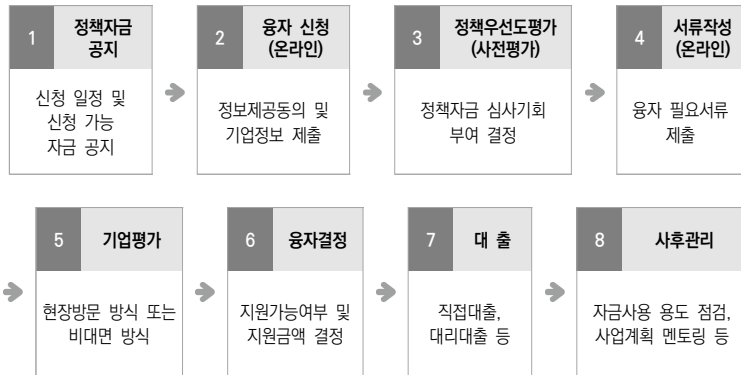 1
정책자금
공지
신청 일정 및
신청 가능
자금 공지
2
융자 신청
(온라인)
정보제공동의 및
기업정보 제출
3
정책우선도평가
(사전평가)
정책자금 심사기회
부여 결정
4
서류작성
(온라인)
융자 필요서류
제출
5
기업평가
현장방문 방식 또는
비대면 방식
6
융자결정
지원가능여부 및
지원금액 결정
7
대 출
직접대출,
대리대출 등
8
사후관리
자금사용 용도 점검,
사업계획 멘토링 등